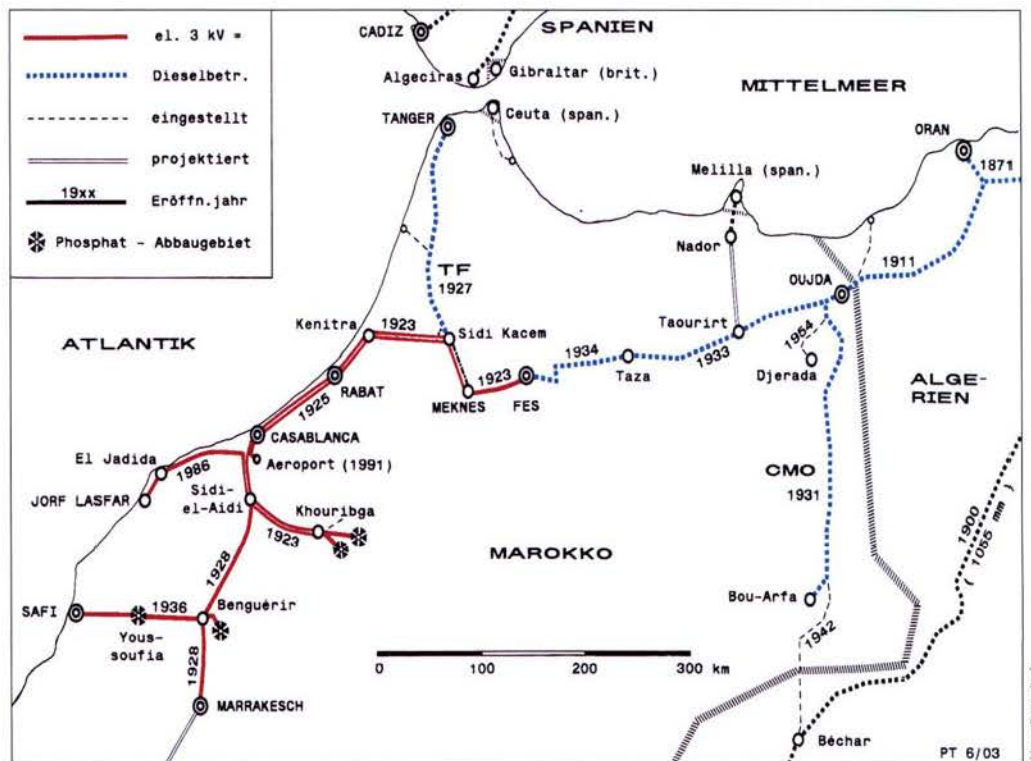 el. 3 kV =
Dieselbetr.
eingestellt
projektiert
19xx
Eröffn.jahr
Phosphat - Abbaugebiet
SPANIEN
CADIZ
Algeciras
Gibraltar (brit.)
MITTELMEER
TANGER
Ceuta (span.)
ORAN
1871
Melilla (span.)
Nador
1911
OUJDA
TF
1927
Kenitra
1923
Sidi Kacem
Taourirt
ATLANTIK
1934
1933
1954
RABAT
1925
1923
MEKNES
FES
Taza
Djerada
ALGE-
RIEN
CASABLANCA
El Jadida
1986
Aeroport (1991)
CMO
1931
JORF LASFAR
Sidi-
el-Aidi
Khouribga
1923
1900
( 1055 mm )
MAROKKO
1928
SAFI
1936
Benguérir
Bou-Arfa
Yous-
soufia
1942
1928
0 100 200 300 km
MARRAKESCH
Béchar
PT 6/03